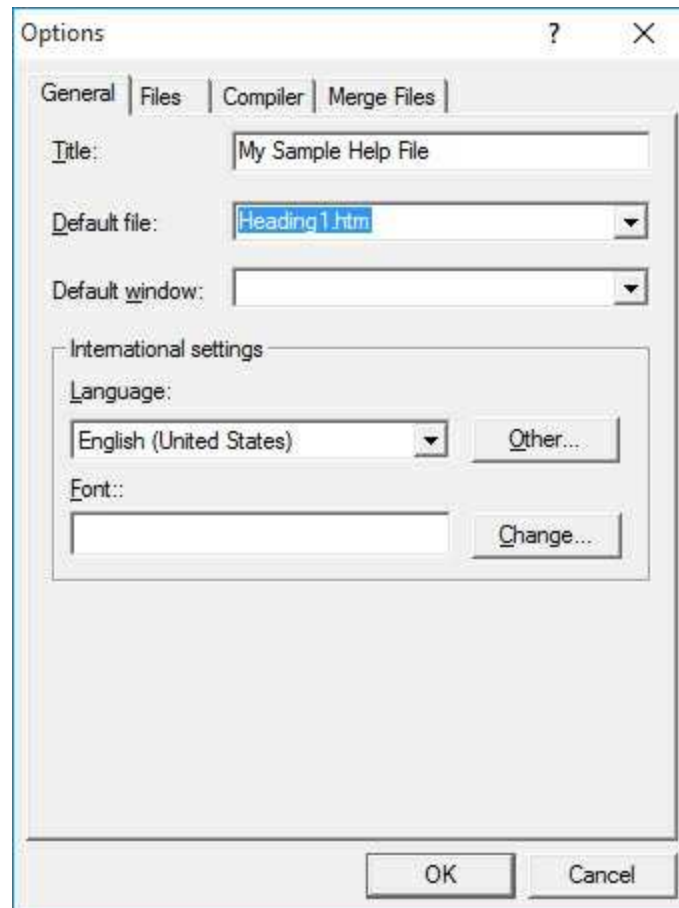 Options
General Files Compiler Merge Files
Title: My Sample Help File
Default file: Heading1.htm
Default window:
International settings
Language:
English (United States) Other...
Font::
Change...
OK Cancel